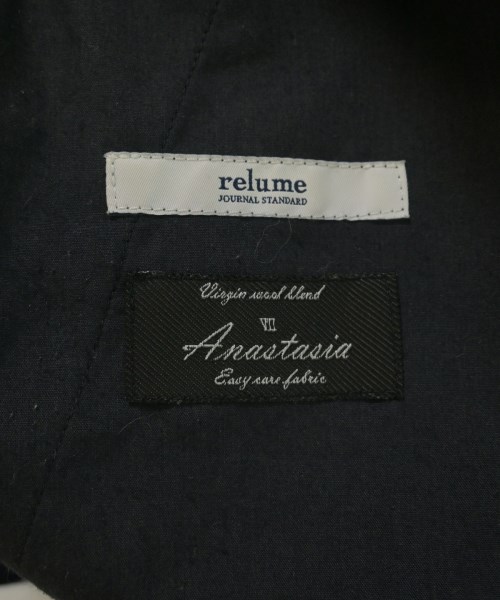 relume
JOURNAL STANDARD
Virgin wool blend
VII
Anastasia
Easy care fabric